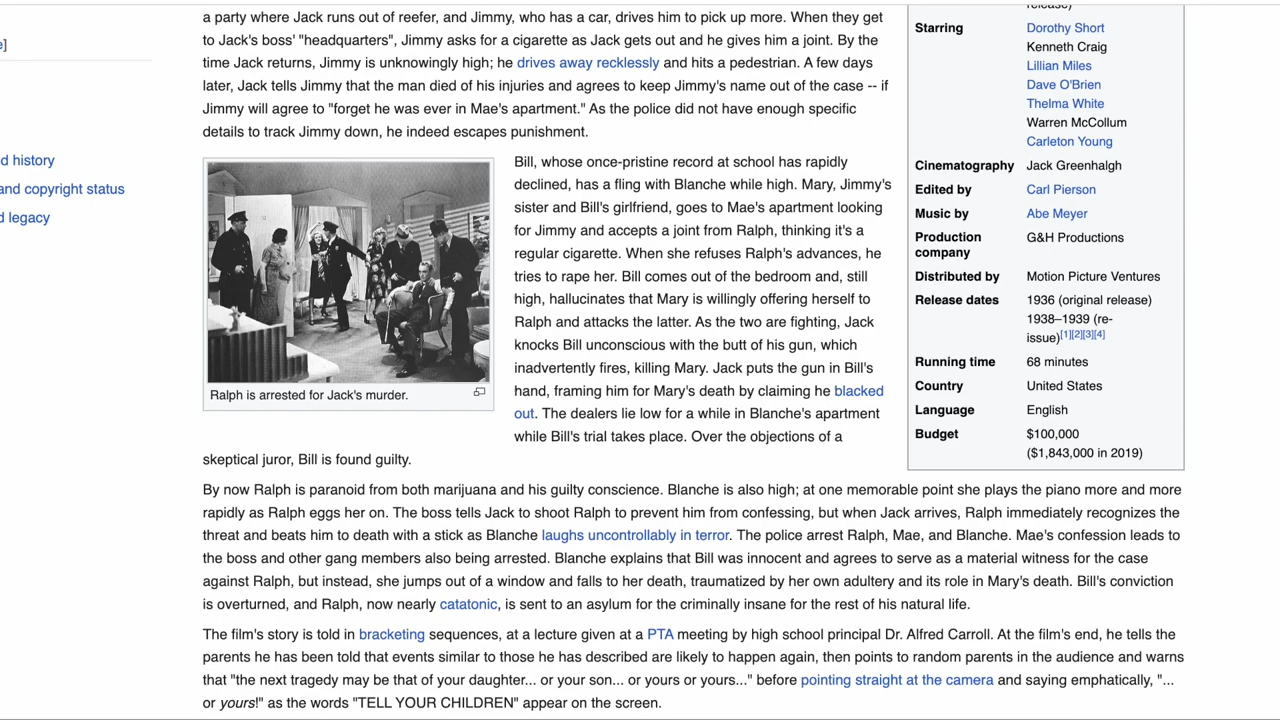 a party where Jack runs out of reefer, and Jimmy, who has a car, drives him to pick up more. When they get
to Jack's boss' "headquarters", Jimmy asks for a cigarette as Jack gets out and he gives him a joint. By the
time Jack returns, Jimmy is unknowingly high; he drives away recklessly and hits a pedestrian. A few days
later, Jack tells Jimmy that the man died of his injuries and agrees to keep Jimmy's name out of the case -- if
Jimmy will agree to "forget he was ever in Mae's apartment." As the police did not have enough specific
details to track Jimmy down, he indeed escapes punishment.
e]
d history
and copyright status
d legacy
Ralph is arrested for Jack's murder.
Bill, whose once-pristine record at school has rapidly
declined, has a fling with Blanche while high. Mary, Jimmy's
sister and Bill's girlfriend, goes to Mae's apartment looking
for Jimmy and accepts a joint from Ralph, thinking it's a
regular cigarette. When she refuses Ralph's advances, he
tries to rape her. Bill comes out of the bedroom and, still
high, hallucinates that Mary is willingly offering herself to
Ralph and attacks the latter. As the two are fighting, Jack
knocks Bill unconscious with the butt of his gun, which
inadvertently fires, killing Mary. Jack puts the gun in Bill's
hand, framing him for Mary's death by claiming he blacked
out. The dealers lie low for a while in Blanche's apartment
while Bill's trial takes place. Over the objections of a
skeptical juror, Bill is found guilty.
By now Ralph is paranoid from both marijuana and his guilty conscience. Blanche is also high; at one memorable point she plays the piano more and more
rapidly as Ralph eggs her on. The boss tells Jack to shoot Ralph to prevent him from confessing, but when Jack arrives, Ralph immediately recognizes the
threat and beats him to death with a stick as Blanche laughs uncontrollably in terror. The police arrest Ralph, Mae, and Blanche. Mae's confession leads to
the boss and other gang members also being arrested. Blanche explains that Bill was innocent and agrees to serve as a material witness for the case
against Ralph, but instead, she jumps out of a window and falls to her death, traumatized by her own adultery and its role in Mary's death. Bill's conviction
is overturned, and Ralph, now nearly catatonic, is sent to an asylum for the criminally insane for the rest of his natural life.
The film's story is told in bracketing sequences, at a lecture given at a PTA meeting by high school principal Dr. Alfred Carroll. At the film's end, he tells the
parents he has been told that events similar to those he has described are likely to happen again, then points to random parents in the audience and warns
that "the next tragedy may be that of your daughter... or your son... or yours or yours..." before pointing straight at the camera and saying emphatically, "...
or yours!" as the words "TELL YOUR CHILDREN" appear on the screen.
release)
Starring Dorothy Short
Kenneth Craig
Lillian Miles
Dave O'Brien
Thelma White
Warren McCollum
Carleton Young
Cinematography Jack Greenhalgh
Edited by Carl Pierson
Music by Abe Meyer
Production G&H Productions
company
Distributed by Motion Picture Ventures
Release dates 1936 (original release)
1938–1939 (re-
issue)[1][2][3][4]
Running time 68 minutes
Country United States
Language English
Budget $100,000
($1,843,000 in 2019)